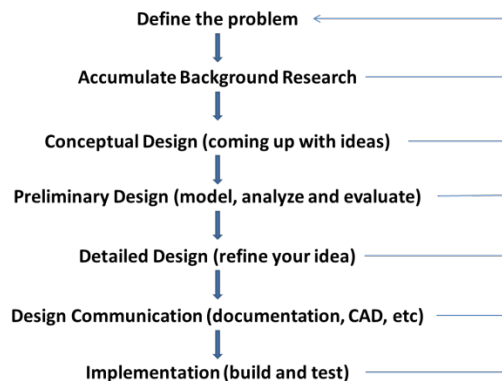 Define the problem
Accumulate Background Research
Conceptual Design (coming up with ideas)
Preliminary Design (model, analyze and evaluate)
Detailed Design (refine your idea)
Design Communication (documentation, CAD, etc)
Implementation (build and test)